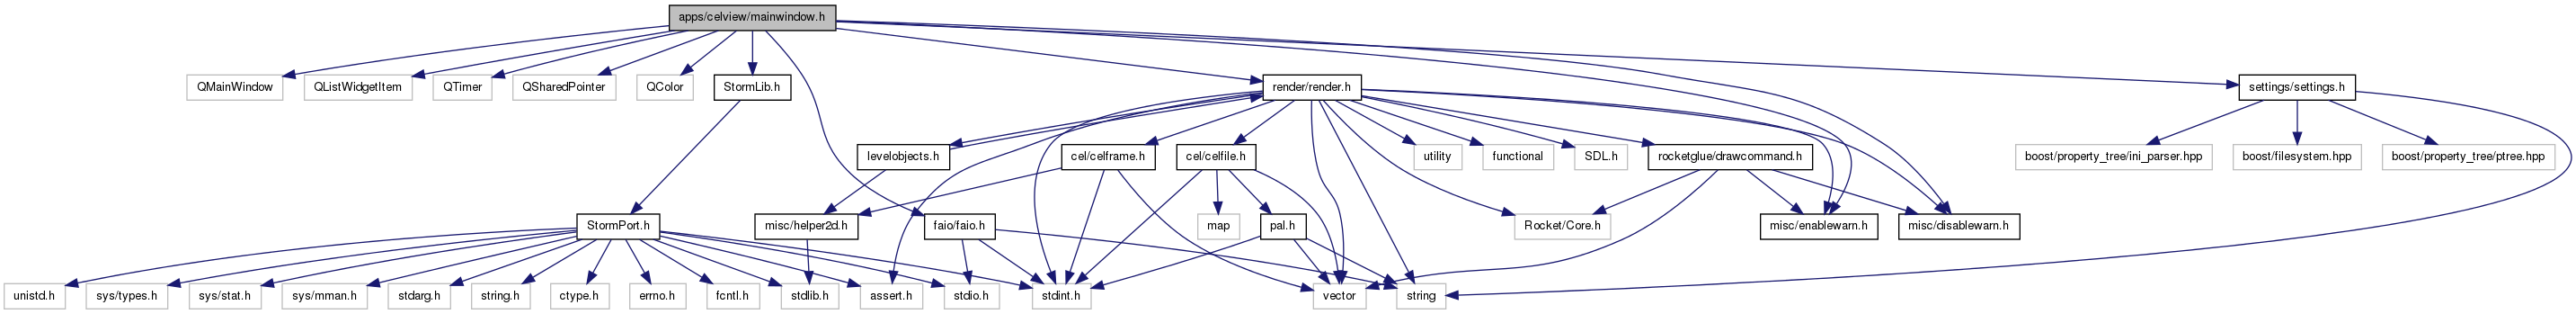 apps/celview/mainwindow.h
QMainWindow
QListWidgetItem
QTimer
QSharedPointer
QColor
StormLib.h
render/render.h
settings/settings.h
levelobjects.h
cel/celframe.h
cel/celfile.h
utility
functional
SDL.h
rocketglue/drawcommand.h
boost/property_tree/ini_parser.hpp
boost/filesystem.hpp
boost/property_tree/ptree.hpp
StormPort.h
misc/helper2d.h
faio/faio.h
map
pal.h
Rocket/Core.h
misc/enablewarn.h
misc/disablewarn.h
unistd.h
sys/types.h
sys/stat.h
sys/mman.h
stdarg.h
string.h
ctype.h
errno.h
fcntl.h
stdlib.h
assert.h
stdio.h
stdint.h
vector
string